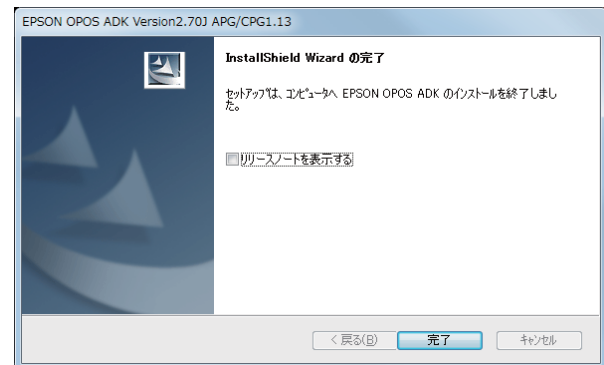 EPSON OPOS ADK Version2.70J APG/CPG1.13
InstallShield Wizard の完了
セットアップは、コンピュータへ EPSON OPOS ADK のインストールを終了しまし
た。
リリースノートを表示する
< 戻る(B)
完了
キャンセル